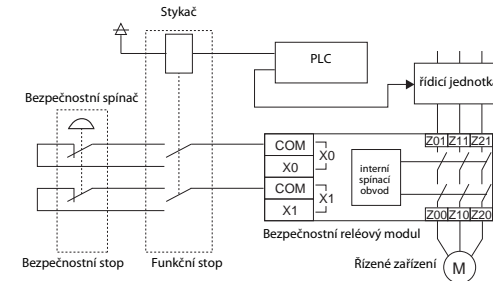 Stykač
PLC
řídicí jednotka
Bezpečnostní spínač
Z01 Z11 Z21
COM
X0
X0
COM
X1
X1
interní
spínací
obvod
Z00 Z10 Z20
Bezpečnostní reléový modul
Bezpečnostní stop
Funkční stop
Řízené zařízení
M